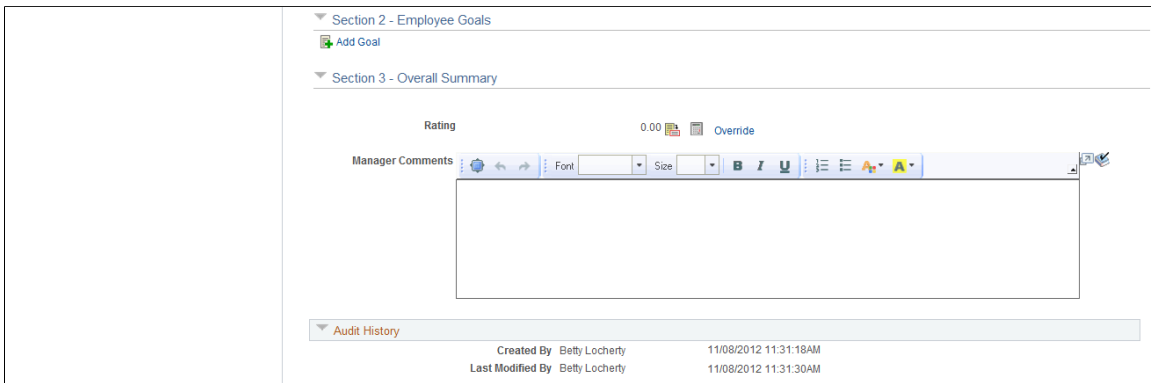 Section 2 - Employee Goals
Add Goal
Section 3 - Overall Summary
Rating 0.00 Override
Manager Comments Font Size B I U A A
Audit History
Created By Betty Locherty 11/08/2012 11:31:18AM
Last Modified By Betty Locherty 11/08/2012 11:31:30AM